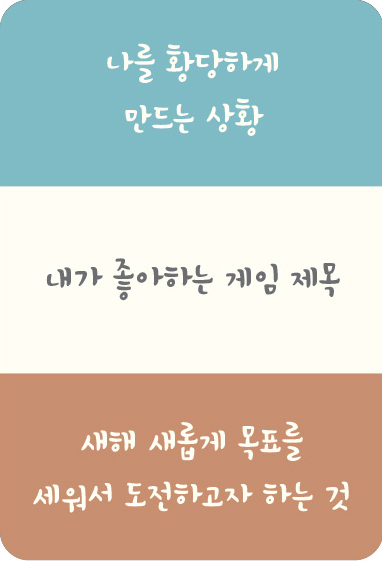 나를 황당하게
만드는 상황
내가 좋아하는 게임 제목
새해 새롭게 목표를
세워서 도전하고자 하는 것